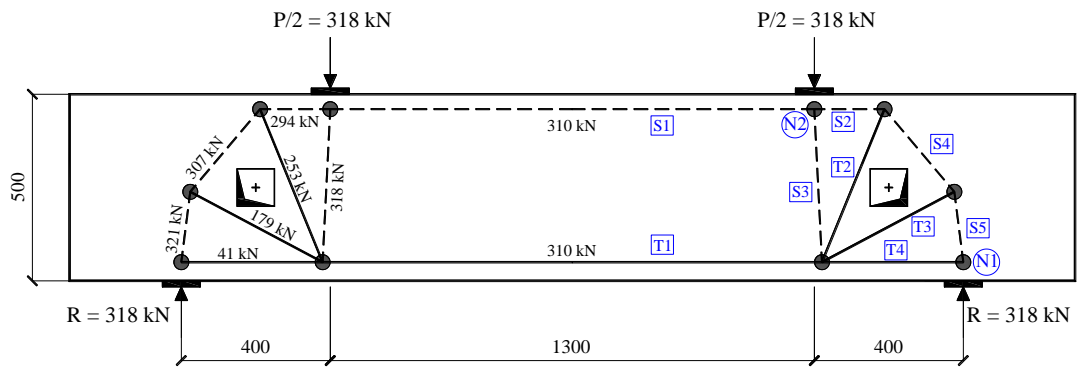 P/2 = 318 kN
P/2 = 318 kN
294 kN
310 kN
S1
N2
S2
307 kN
253 kN
318 kN
S3
T2
S4
500
321 kN
179 kN
T3
S5
41 kN
310 kN
T1
T4
N1
R = 318 kN
R = 318 kN
400
1300
400